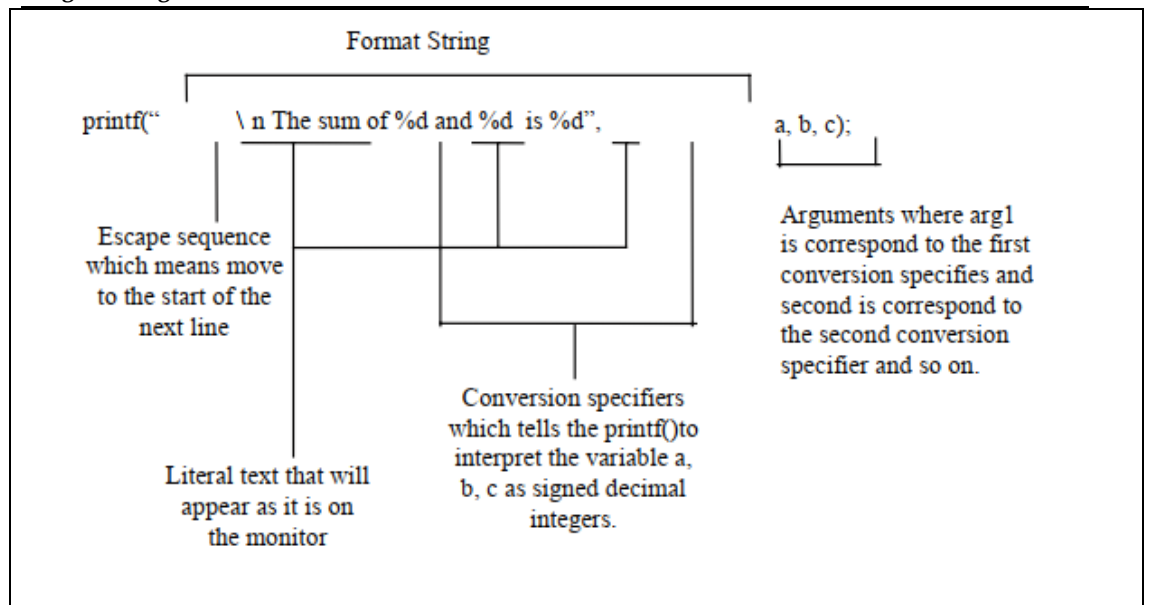 Format String
printf(“ \ n The sum of %d and %d is %d”, a, b, c);
Escape sequence
which means move
to the start of the
next line
Arguments where arg1
is correspond to the first
conversion specifies and
second is correspond to
the second conversion
specifier and so on.
Conversion specifiers
which tells the printf()to
interpret the variable a,
b, c as signed decimal
integers.
Literal text that will
appear as it is on
the monitor